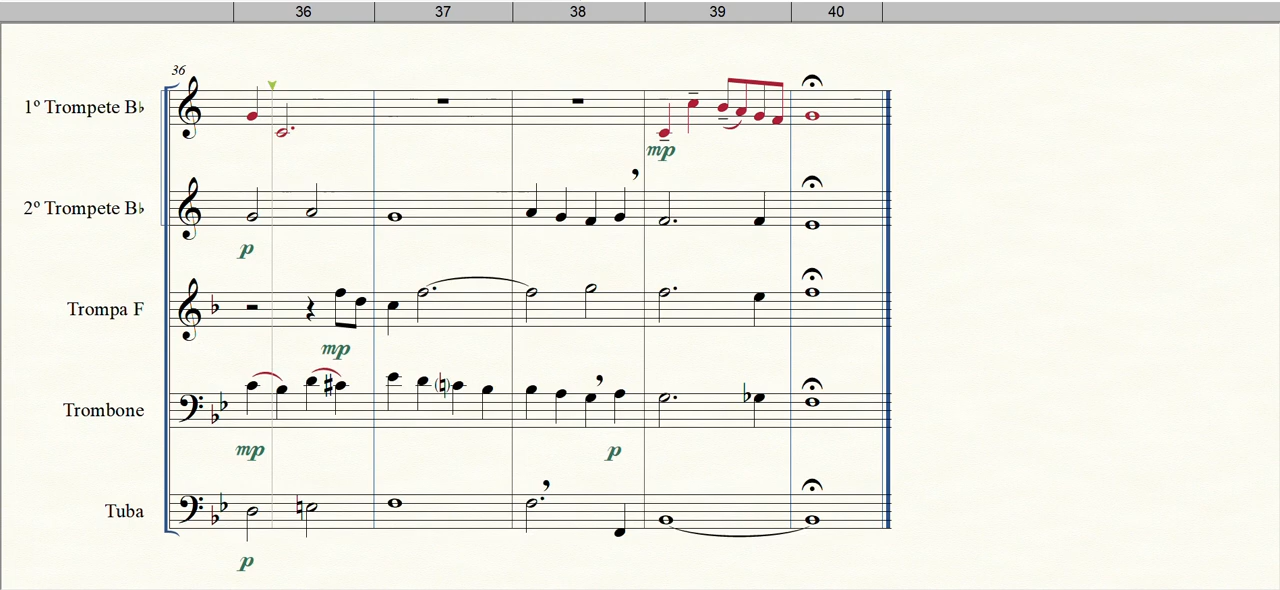 36 37 38 39 40
36
1º Trompete B♭
mp
2º Trompete B♭
p
Trompa F
mp
Trombone
mp p
Tuba
p